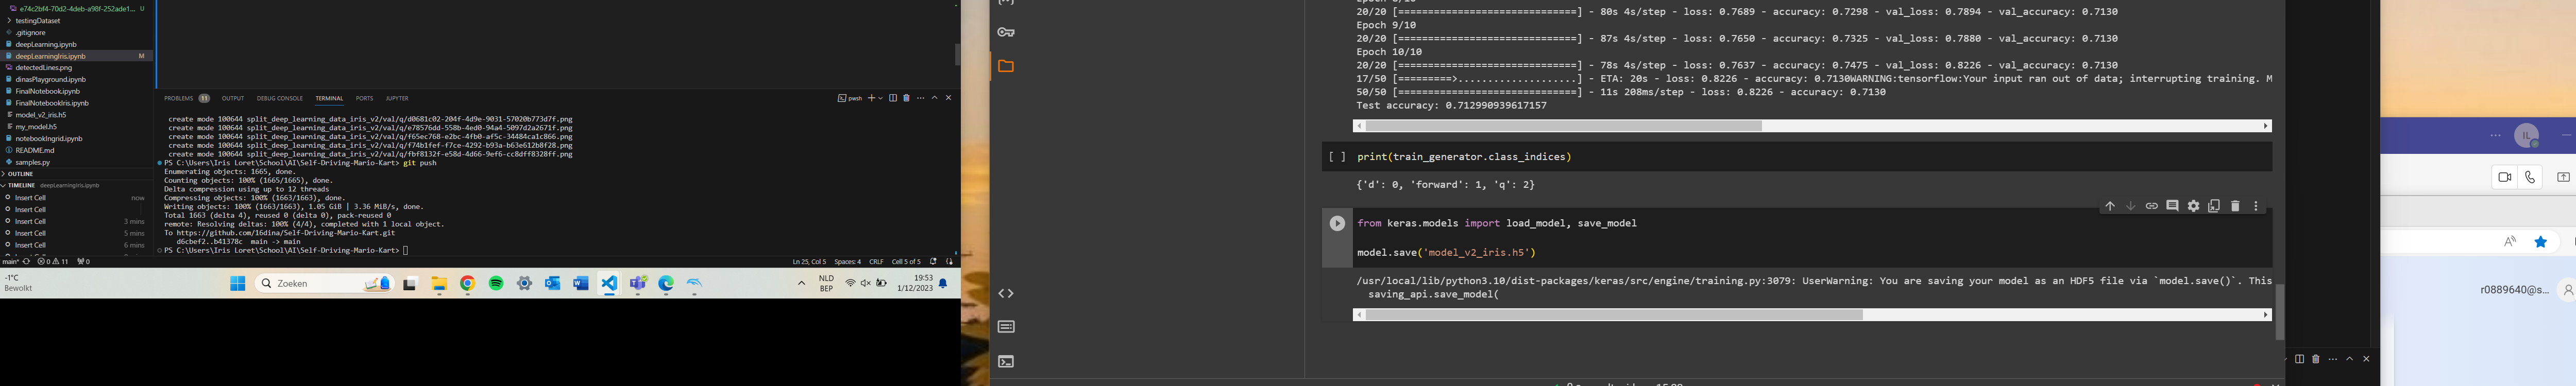 e74c2bf4-70d2-4deb-a98f-252ade1... U
testingDataset
.gitignore
deepLearning.ipynb
deepLearningIris.ipynb M
detectedLines.png
dinasPlayground.ipynb
FinalNotebook.ipynb
FinalNotebookIris.ipynb
model_v2_iris.h5
my_model.h5
notebookIngrid.ipynb
README.md
samples.py
OUTLINE
TIMELINE deepLearningIris.ipynb
Insert Cell now
Insert Cell
Insert Cell 3 mins
Insert Cell 5 mins
Insert Cell 6 mins
PROBLEMS 11 OUTPUT DEBUG CONSOLE TERMINAL PORTS JUPYTER
pwsh
create mode 100644 split_deep_learning_data_iris_v2/val/q/d0681c02-204f-4d9e-9031-57020b773d7f.png
create mode 100644 split_deep_learning_data_iris_v2/val/q/e78576dd-558b-4ed0-94a4-5097d2a2671f.png
create mode 100644 split_deep_learning_data_iris_v2/val/q/f65ec768-e2bc-4fb0-af5c-34484ca1c866.png
create mode 100644 split_deep_learning_data_iris_v2/val/q/f74b1fef-f7ce-4292-b93a-b63e612b8f28.png
create mode 100644 split_deep_learning_data_iris_v2/val/q/fbf8132f-e58d-4d66-9ef6-cc8dff8328ff.png
PS C:\Users\Iris Loret\School\AI\Self-Driving-Mario-Kart> git push
Enumerating objects: 1665, done.
Counting objects: 100% (1665/1665), done.
Delta compression using up to 12 threads
Compressing objects: 100% (1663/1663), done.
Writing objects: 100% (1663/1663), 1.05 GiB | 3.36 MiB/s, done.
Total 1663 (delta 4), reused 0 (delta 0), pack-reused 0
remote: Resolving deltas: 100% (4/4), completed with 1 local object.
To https://github.com/16dina/Self-Driving-Mario-Kart.git
d6cbef2..b41378c main -> main
PS C:\Users\Iris Loret\School\AI\Self-Driving-Mario-Kart>
main* 0 11 0 Ln 25, Col 5 Spaces: 4 CRLF Cell 5 of 5
-1°C
Bewolkt
Zoeken
NLD
BEP
19:53
1/12/2023
20/20 [==============================] - 80s 4s/step - loss: 0.7689 - accuracy: 0.7298 - val_loss: 0.7894 - val_accuracy: 0.7130
Epoch 9/10
20/20 [==============================] - 87s 4s/step - loss: 0.7650 - accuracy: 0.7325 - val_loss: 0.7880 - val_accuracy: 0.7130
Epoch 10/10
20/20 [==============================] - 78s 4s/step - loss: 0.7637 - accuracy: 0.7475 - val_loss: 0.8226 - val_accuracy: 0.7130
17/50 [=========>....................] - ETA: 20s - loss: 0.8226 - accuracy: 0.7130WARNING:tensorflow:Your input ran out of data; interrupting training. M
50/50 [==============================] - 11s 208ms/step - loss: 0.8226 - accuracy: 0.7130
Test accuracy: 0.712990939617157
[ ] print(train_generator.class_indices)
{'d': 0, 'forward': 1, 'q': 2}
from keras.models import load_model, save_model
model.save('model_v2_iris.h5')
/usr/local/lib/python3.10/dist-packages/keras/src/engine/training.py:3079: UserWarning: You are saving your model as an HDF5 file via `model.save()`. This
saving_api.save_model(
IL
r0889640@s...